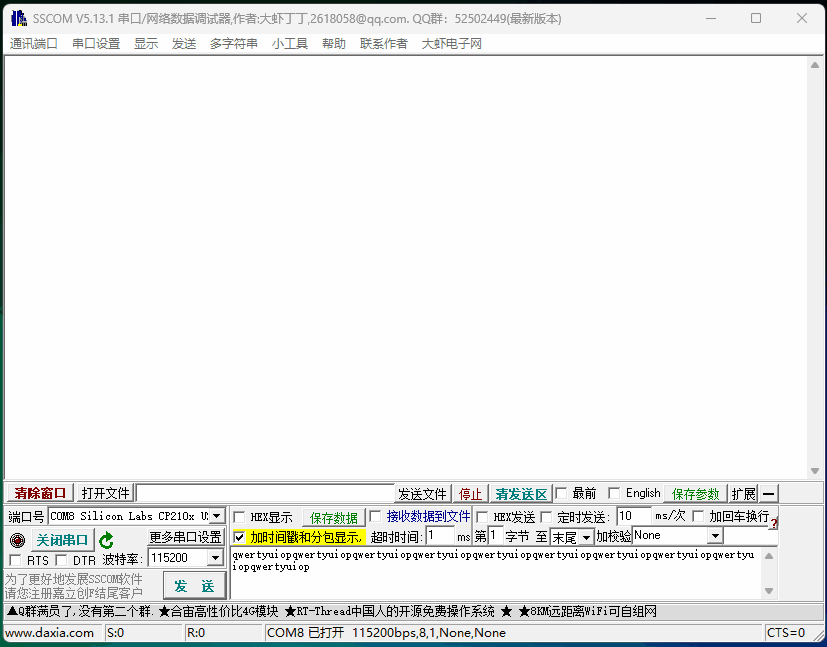 SSCOM V5.13.1 串口/网络数据调试器,作者:大虾丁丁,2618058@qq.com. QQ群：52502449(最新版本)
通讯端口 串口设置 显示 发送 多字符串 小工具 帮助 联系作者 大虾电子网
清除窗口 打开文件 发送文件 停止 清发送区 最前 English 保存参数 扩展 —
端口号 COM8 Silicon Labs CP210x U HEX显示 保存数据 接收数据到文件 HEX发送 定时发送: 10 ms/次 加回车换行 ?
关闭串口 更多串口设置 加时间戳和分包显示, 超时时间: 1 ms 第 1 字节 至 末尾 加校验 None
RTS DTR 波特率: 115200
qwertyuiopqwertyuiopqwertyuiopqwertyuiopqwertyuiopqwertyuiopqwertyuiopqwertyuiopqwertyu
iopqwertyuiop
为了更好地发展SSCOM软件
请您注册嘉立创F结尾客户
发 送
▲Q群满员了,没有第二个群. ★合宙高性价比4G模块 ★RT-Thread中国人的开源免费操作系统 ★ ★8KM远距离WiFi可自组网
www.daxia.com S:0 R:0 COM8 已打开 115200bps,8,1,None,None CTS=0